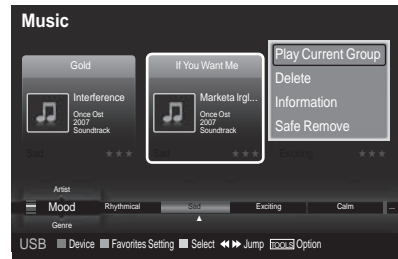 Music
Gold
If You Want Me
Play Current Group
Delete
Information
Safe Remove
Interference
Once Ost
2007
Soundtrack
Marketa Irgl...
Once Ost
2007
Soundtrack
Sad ★★★
Sad ★★★
Exciting ★★★
Artist
Mood Rhythmical Sad Exciting Calm ...
Genre
USB Device Favorites Setting Select ◀◀ ▶▶ Jump TOOLS Option